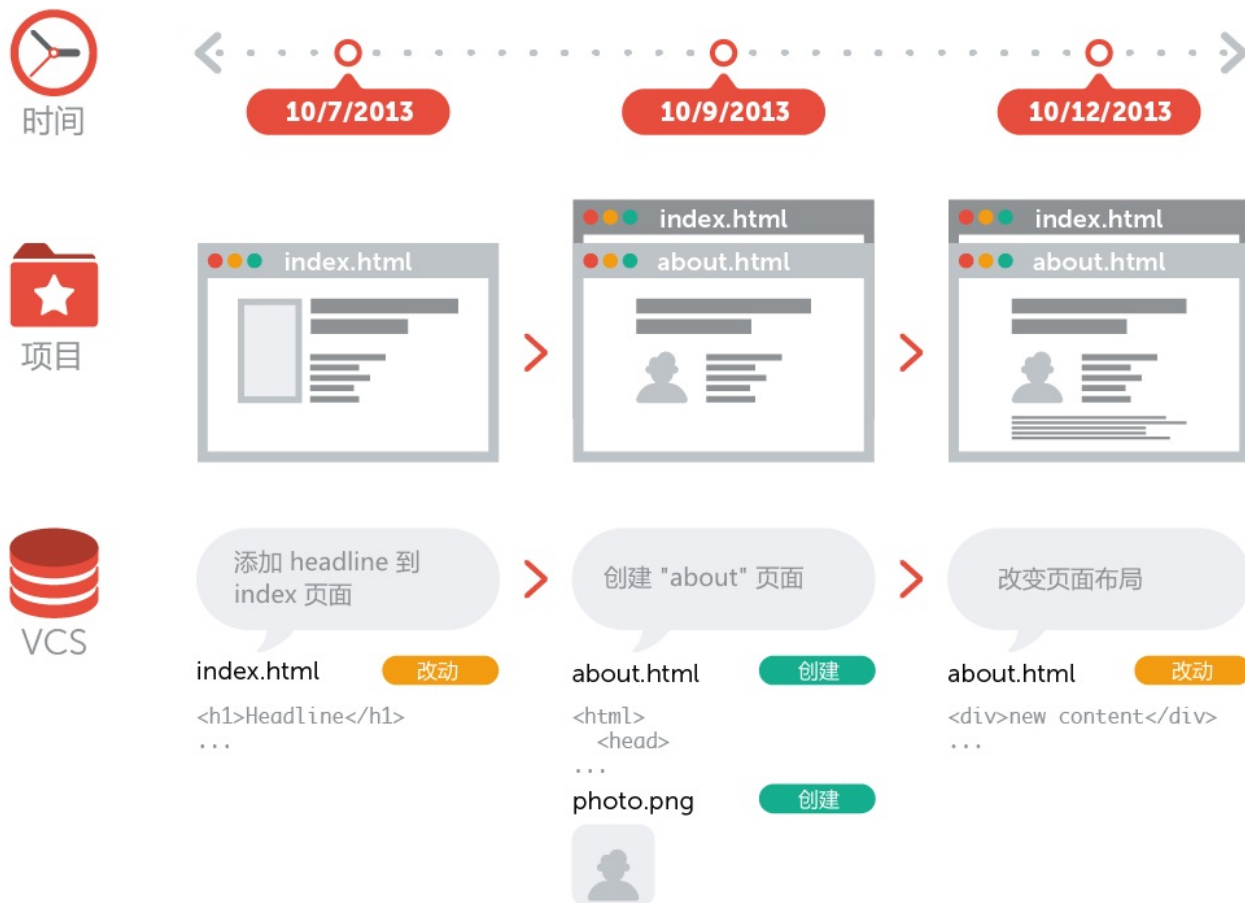 时间
10/7/2013
10/9/2013
10/12/2013
项目
index.html
index.html
about.html
index.html
about.html
VCS
添加 headline 到
index 页面
创建 "about" 页面
改变页面布局
index.html
改动
<h1>Headline</h1>
...
about.html
创建
<html>
<head>
...
photo.png
创建
about.html
改动
<div>new content</div>
...